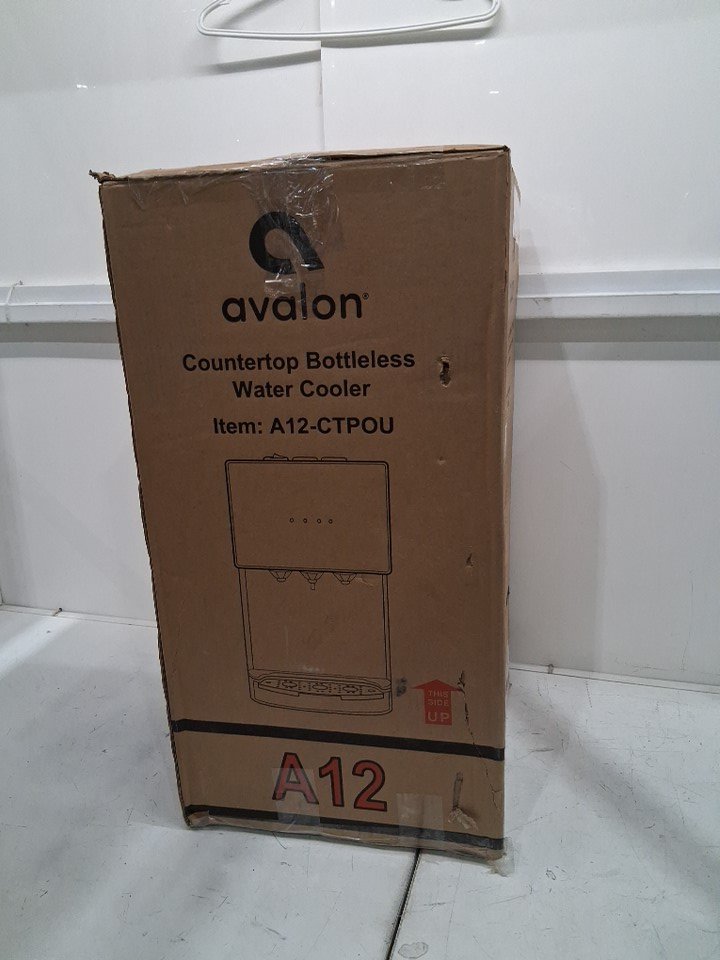 avalon®
Countertop Bottleless
Water Cooler
Item: A12-CTPOU
THIS
SIDE
UP
A12